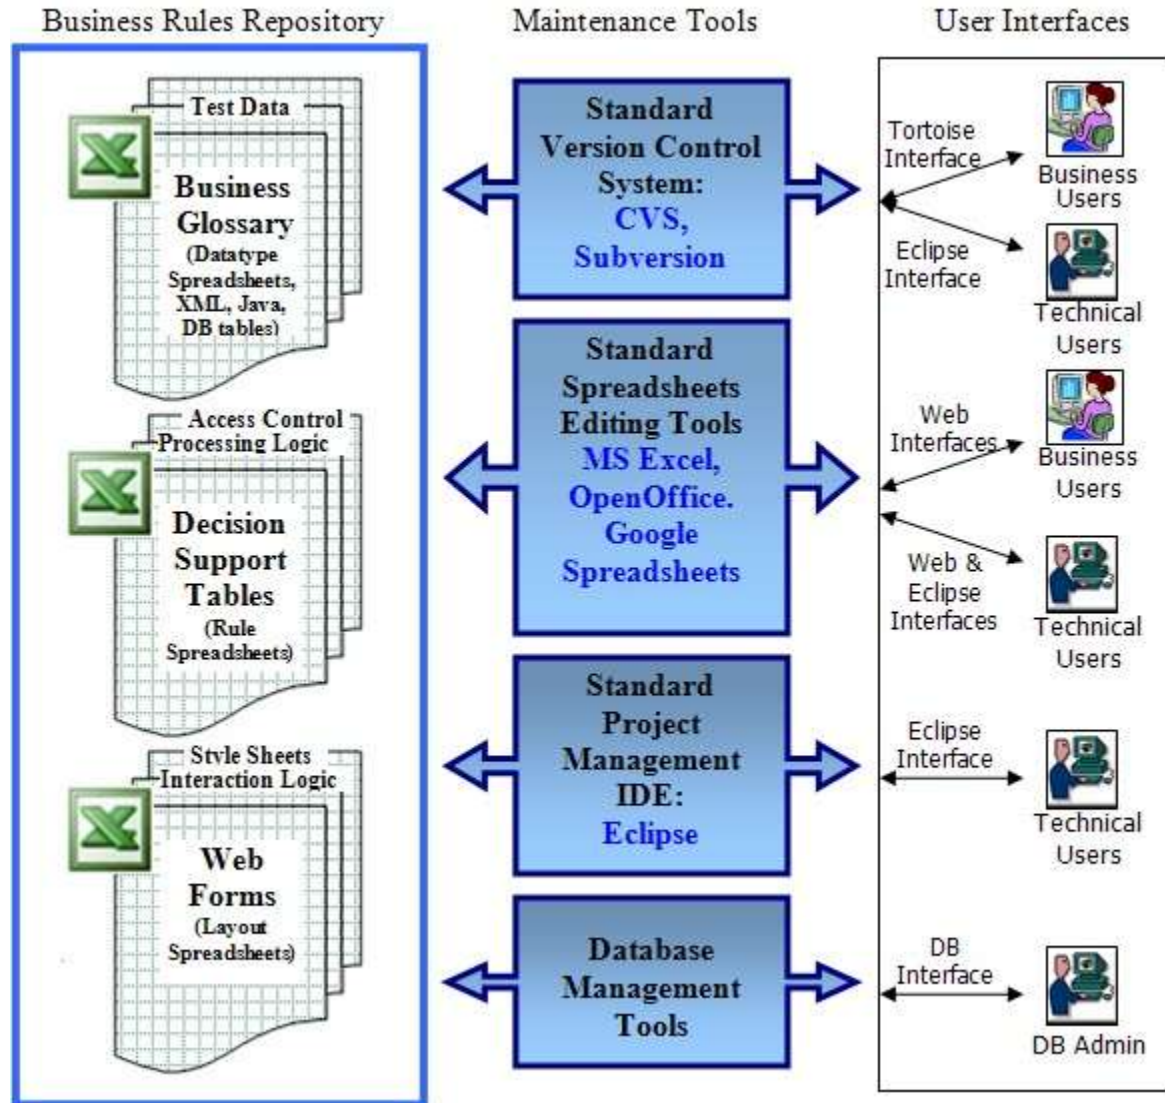 Business Rules Repository
Test Data
Business
Glossary
(Datatype
Spreadsheets,
XML, Java,
DB tables)
Access Control
Processing Logic
Decision
Support
Tables
(Rule
Spreadsheets)
Style Sheets
Interaction Logic
Web
Forms
(Layout
Spreadsheets)
Maintenance Tools
Standard
Version Control
System:
CVS,
Subversion
Standard
Spreadsheets
Editing Tools
MS Excel,
OpenOffice.
Google
Spreadsheets
Standard
Project
Management
IDE:
Eclipse
Database
Management
Tools
User Interfaces
Tortoise
Interface
Business
Users
Eclipse
Interface
Technical
Users
Web
Interfaces
Business
Users
Web &
Eclipse
Interfaces
Technical
Users
Eclipse
Interface
Technical
Users
DB
Interface
DB Admin